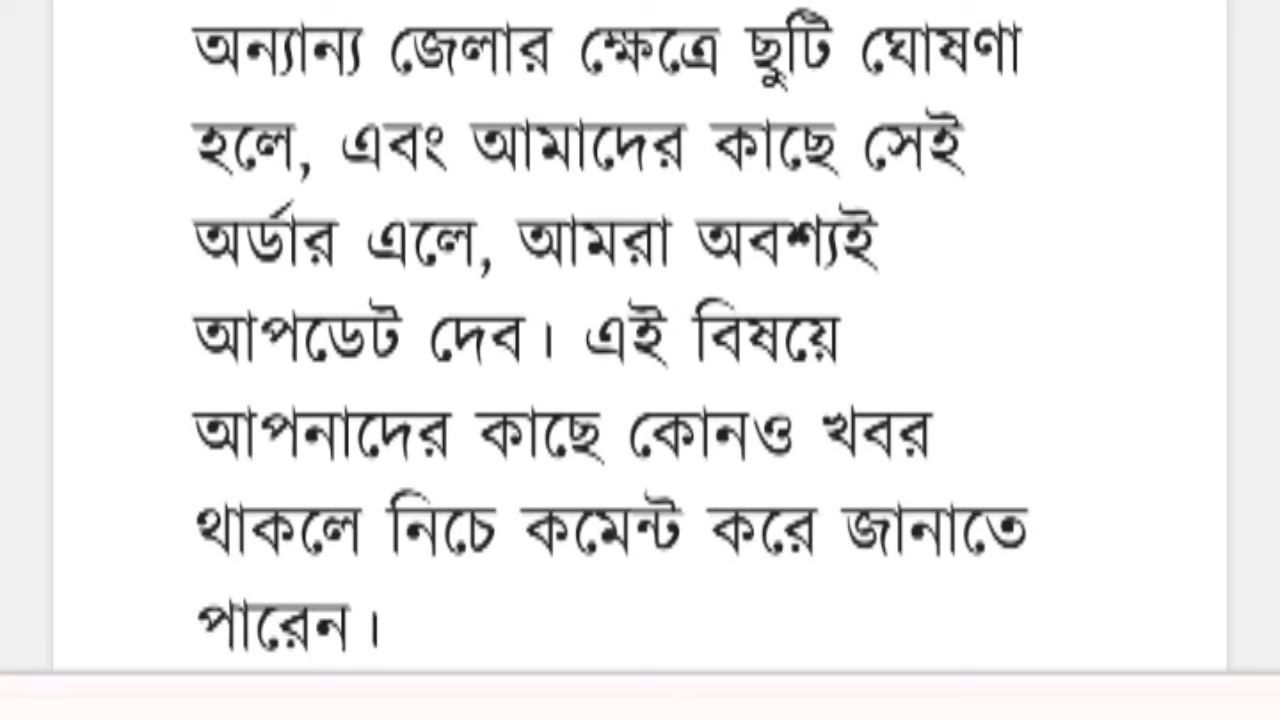 অন্যান্য জেলার ক্ষেত্রে ছুটি ঘোষণা
হলে, এবং আমাদের কাছে সেই
অর্ডার এলে, আমরা অবশ্যই
আপডেট দেব। এই বিষয়ে
আপনাদের কাছে কোনও খবর
থাকলে নিচে কমেন্ট করে জানাতে
পারেন।